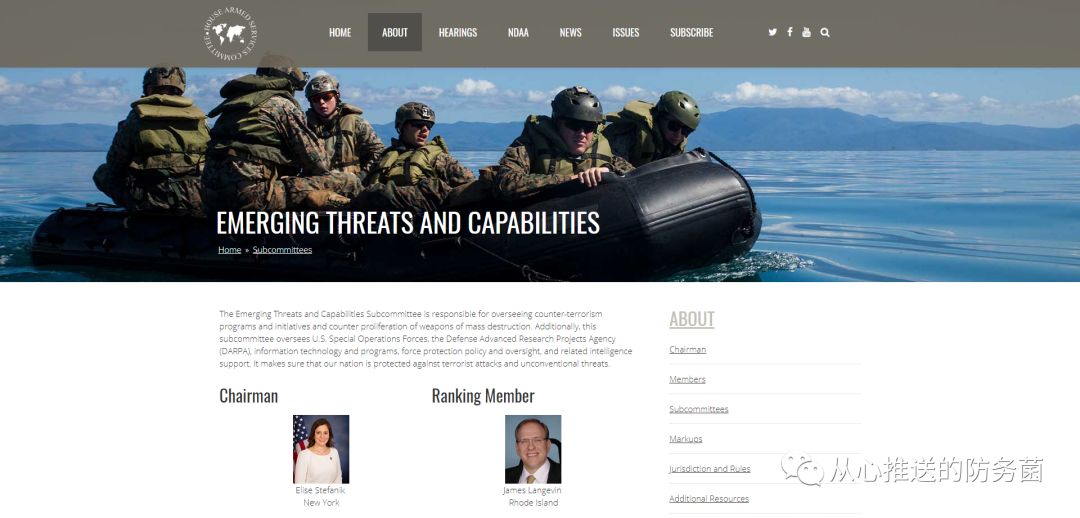 HOUSE ARMED SERVICES COMMITTEE
HOME
ABOUT
HEARINGS
NDAA
NEWS
ISSUES
SUBSCRIBE
EMERGING THREATS AND CAPABILITIES
Home » Subcommittees
The Emerging Threats and Capabilities Subcommittee is responsible for overseeing counter-terrorism
programs and initiatives and counter proliferation of weapons of mass destruction. Additionally, this
subcommittee oversees U.S. Special Operations Forces, the Defense Advanced Research Projects Agency
(DARPA), information technology and programs, force protection policy and oversight, and related intelligence
support. It makes sure that our nation is protected against terrorist attacks and unconventional threats.
Chairman
Elise Stefanik
New York
Ranking Member
James Langevin
Rhode Island
ABOUT
Chairman
Members
Subcommittees
Markups
Jurisdiction and Rules
Additional Resources
从心推送的防务菌